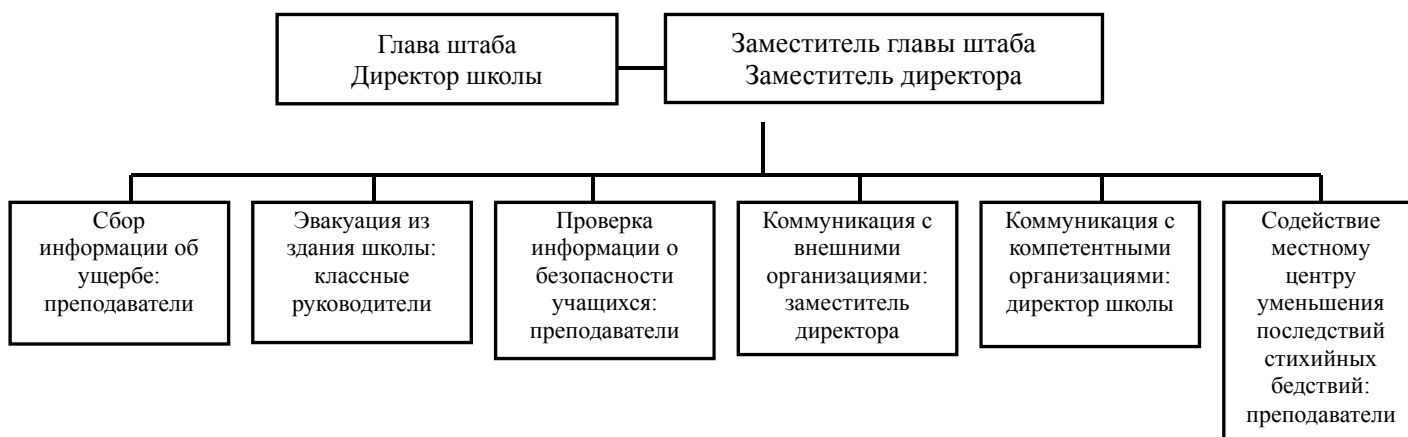 Глава штаба
Директор школы
Заместитель главы штаба
Заместитель директора
Сбор
информации об
ущербе:
преподаватели
Эвакуация из
здания школы:
классные
руководители
Проверка
информации о
безопасности
учащихся:
преподаватели
Коммуникация с
внешними
организациями:
заместитель
директора
Коммуникация с
компетентными
организациями:
директор школы
Содействие
местному
центру
уменьшения
последствий
стихийных
бедствий:
преподаватели